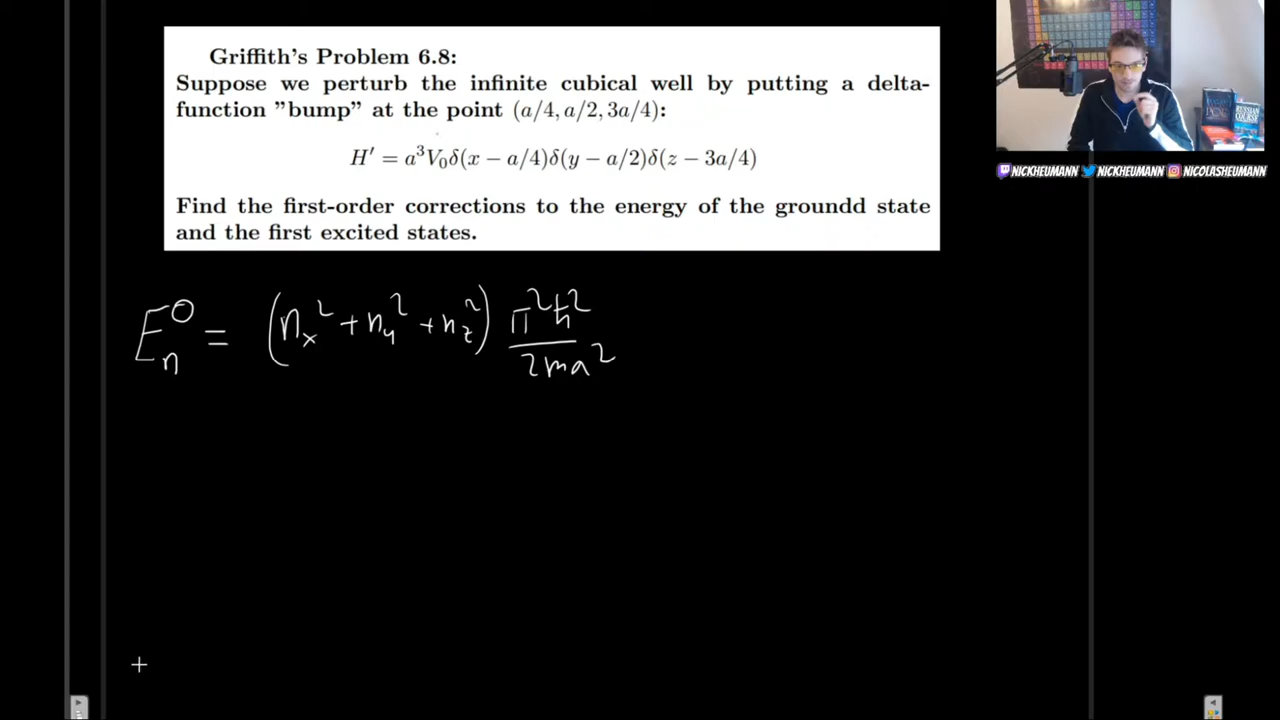 Griffith's Problem 6.8:
Suppose we perturb the infinite cubical well by putting a delta-
function "bump" at the point (a/4, a/2, 3a/4):
H′ = a³V₀δ(x − a/4)δ(y − a/2)δ(z − 3a/4)
Find the first-order corrections to the energy of the groundd state
and the first excited states.
Eₙ⁰ = (nₓ² + n_y² + n_z²) π²ħ² / 2ma²
NICKHEUMANN NICKHEUMANN NICOLASHEUMANN